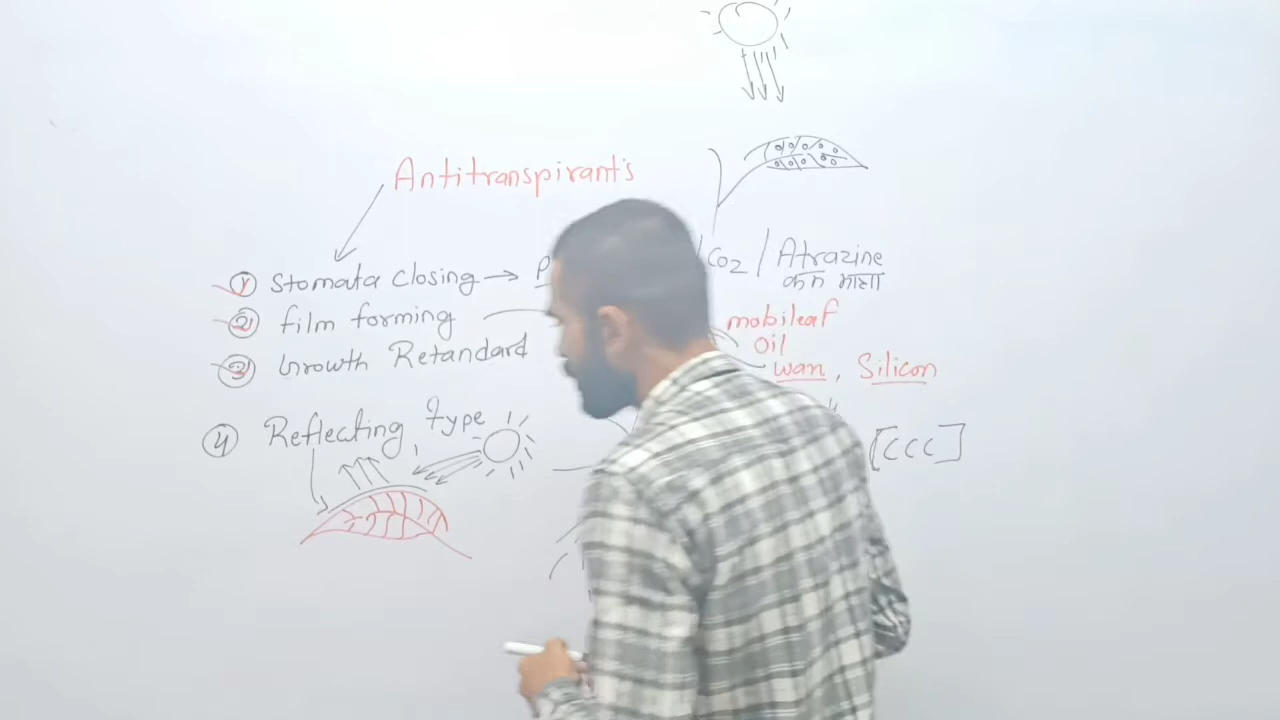 Antitranspirant's
① Stomata Closing → P / CO2 / Atrazine
कम मात्रा
② film forming mobileaf
Oil
wan, Silicon
③ Growth Retandard
[CCC]
④ Reflecting type